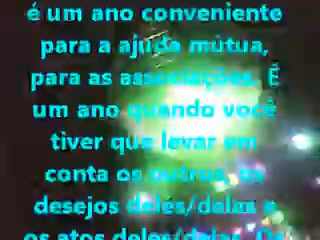 é um ano conveniente
para a ajuda mútua,
para as associações. É
um ano quando você
tiver que levar em
conta os outros, os
desejos deles/delas e
os atos deles/delas. Os